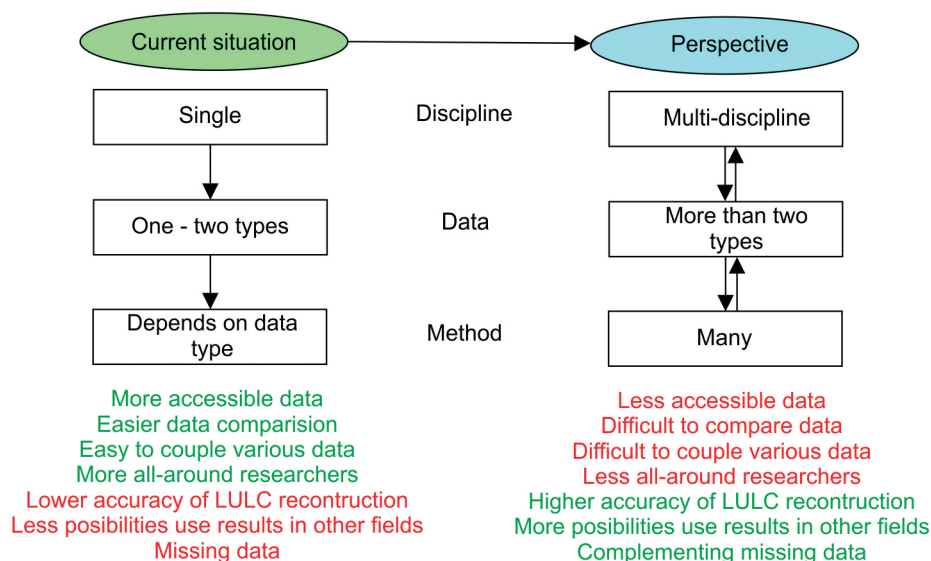 Current situation
Perspective
Single
Discipline
Multi-discipline
One - two types
Data
More than two
types
Depends on data
type
Method
Many
More accessible data
Easier data comparision
Easy to couple various data
More all-around researchers
Lower accuracy of LULC recontruction
Less posibilities use results in other fields
Missing data
Less accessible data
Difficult to compare data
Difficult to couple various data
Less all-around researchers
Higher accuracy of LULC recontruction
More posibilities use results in other fields
Complementing missing data